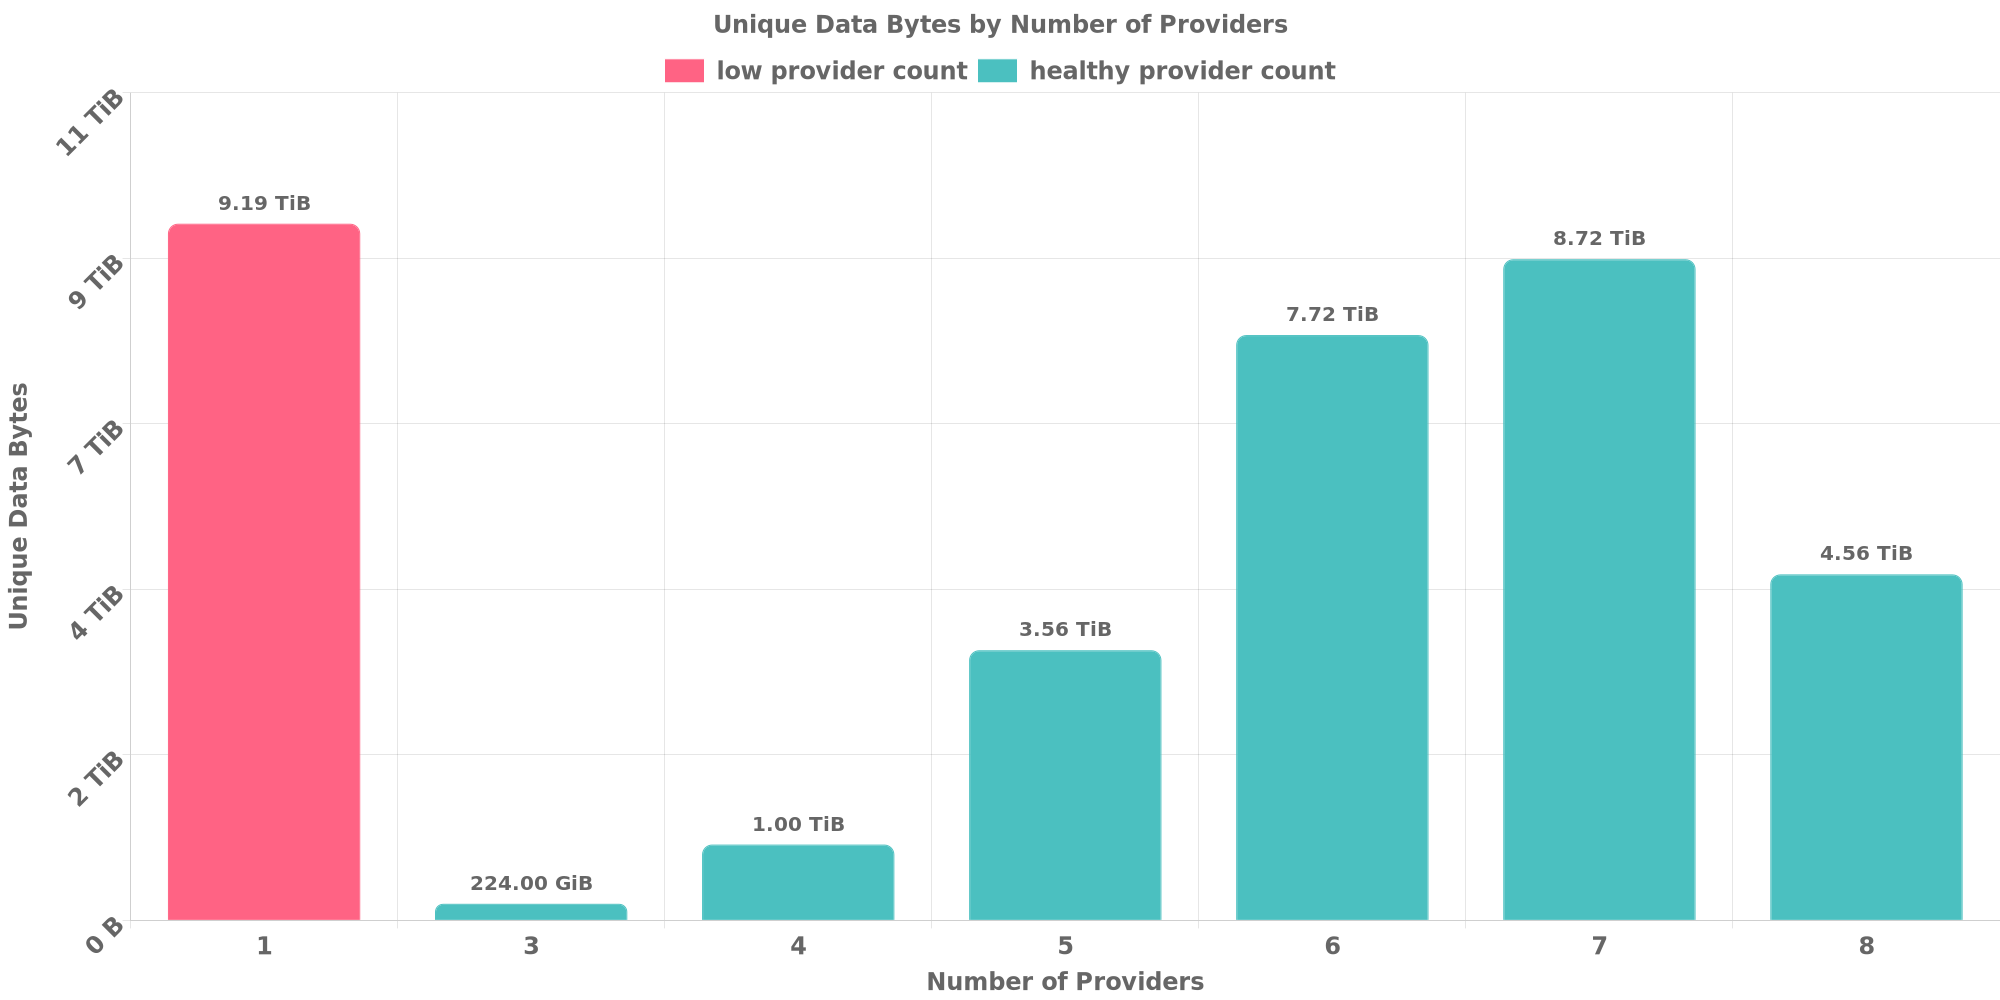 Unique Data Bytes by Number of Providers
low provider count
healthy provider count
11 TiB
9 TiB
7 TiB
4 TiB
2 TiB
0 B
Unique Data Bytes
9.19 TiB
224.00 GiB
1.00 TiB
3.56 TiB
7.72 TiB
8.72 TiB
4.56 TiB
1
3
4
5
6
7
8
Number of Providers